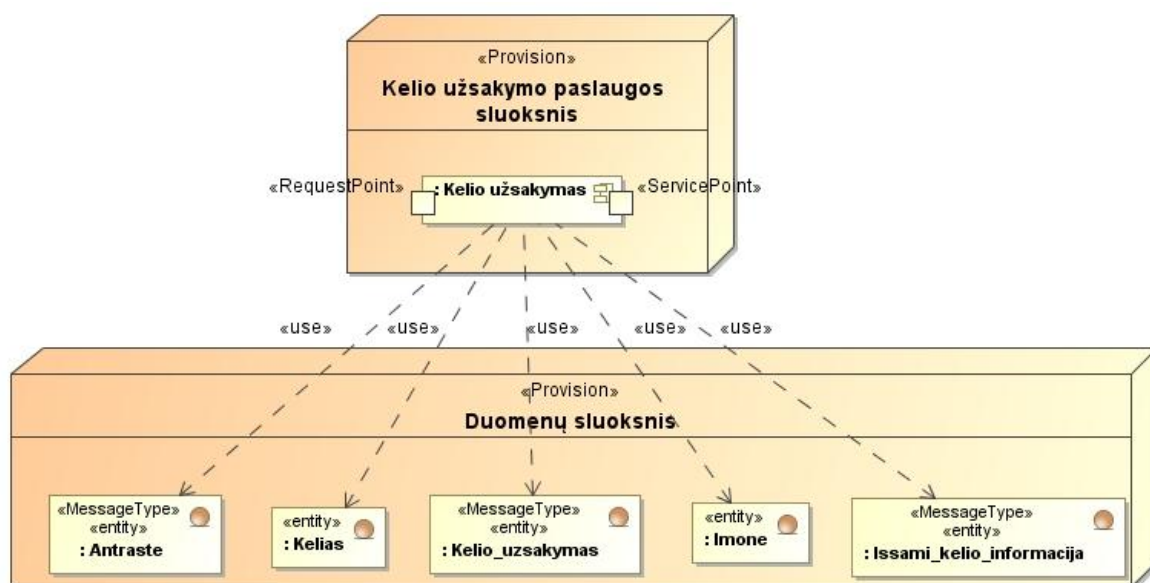 «Provision»
Kelio užsakymo paslaugos
sluoksnis
«RequestPoint»
: Kelio užsakymas
«ServicePoint»
«use»
«use»
«use»
«use»
«use»
«Provision»
Duomenų sluoksnis
«MessageType»
«entity»
: Antraste
«entity»
: Kelias
«MessageType»
«entity»
: Kelio_uzsakymas
«entity»
: Imone
«MessageType»
«entity»
: Issami_kelio_informacija